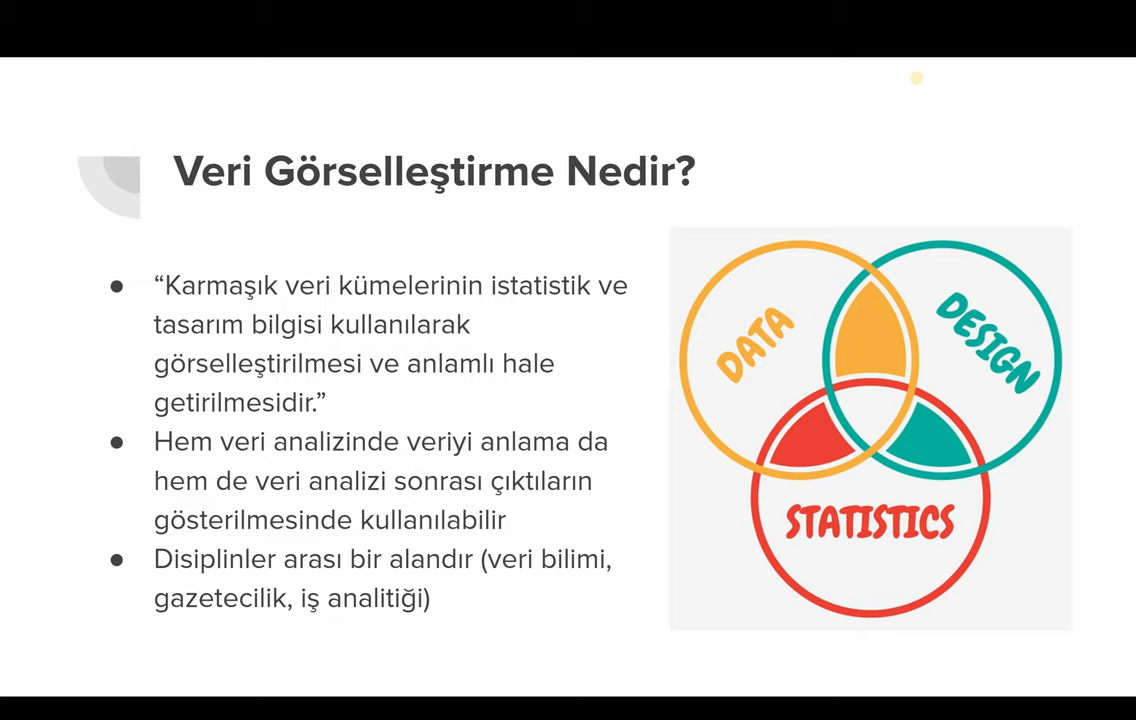 Veri Görselleştirme Nedir?
● “Karmaşık veri kümelerinin istatistik ve
tasarım bilgisi kullanılarak
görselleştirilmesi ve anlamlı hale
getirilmesidir.”
● Hem veri analizinde veriyi anlama da
hem de veri analizi sonrası çıktıların
gösterilmesinde kullanılabilir
● Disiplinler arası bir alandır (veri bilimi,
gazetecilik, iş analitiği)
DATA
DESIGN
STATISTICS